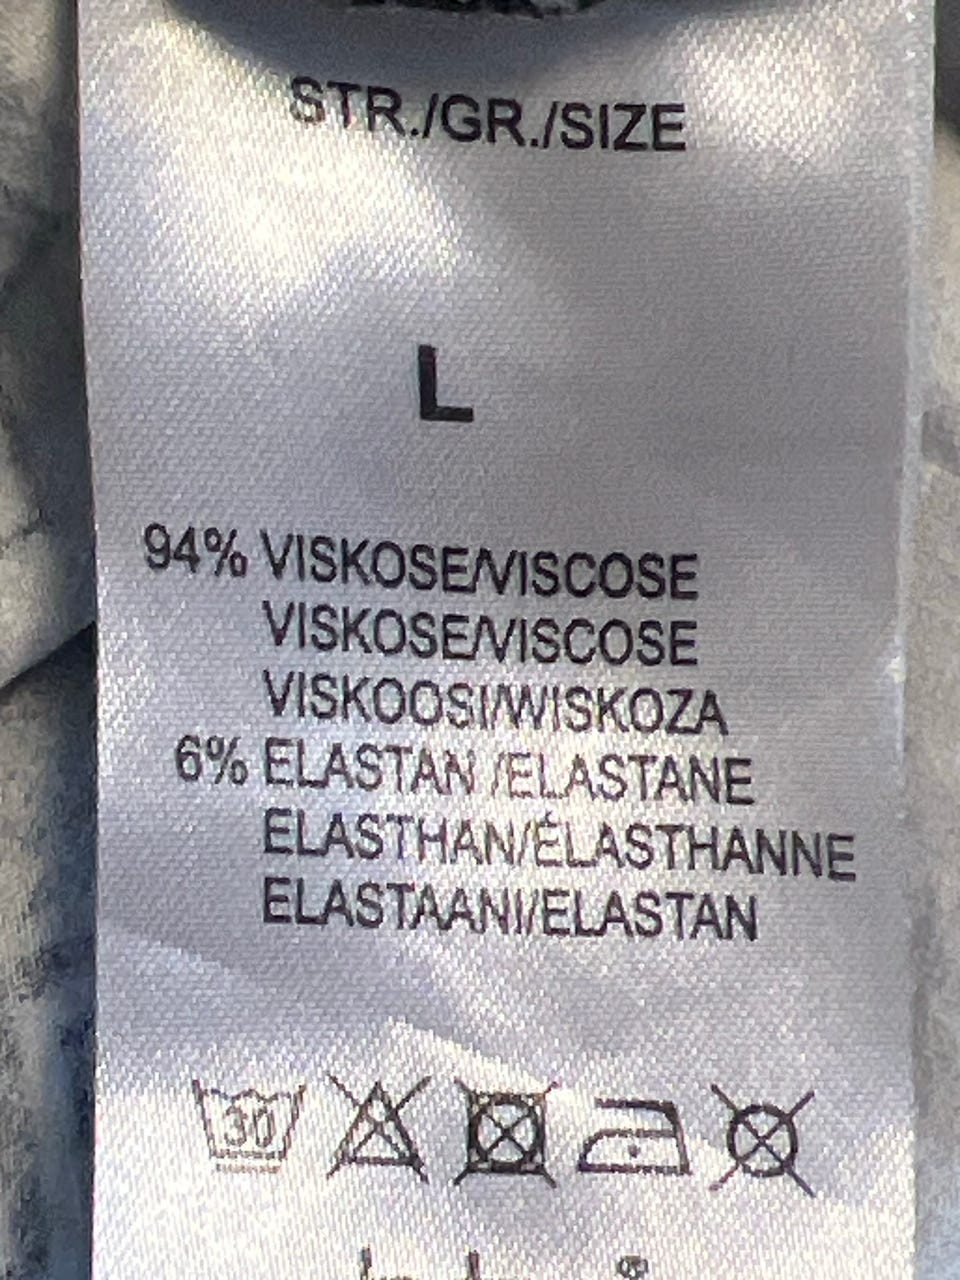 STR./GR./SIZE
L
94% VISKOSE/VISCOSE
VISKOSE/VISCOSE
VISKOOSI/WISKOZA
6% ELASTAN /ELASTANE
ELASTHAN/ÉLASTHANNE
ELASTAANI/ELASTAN
30